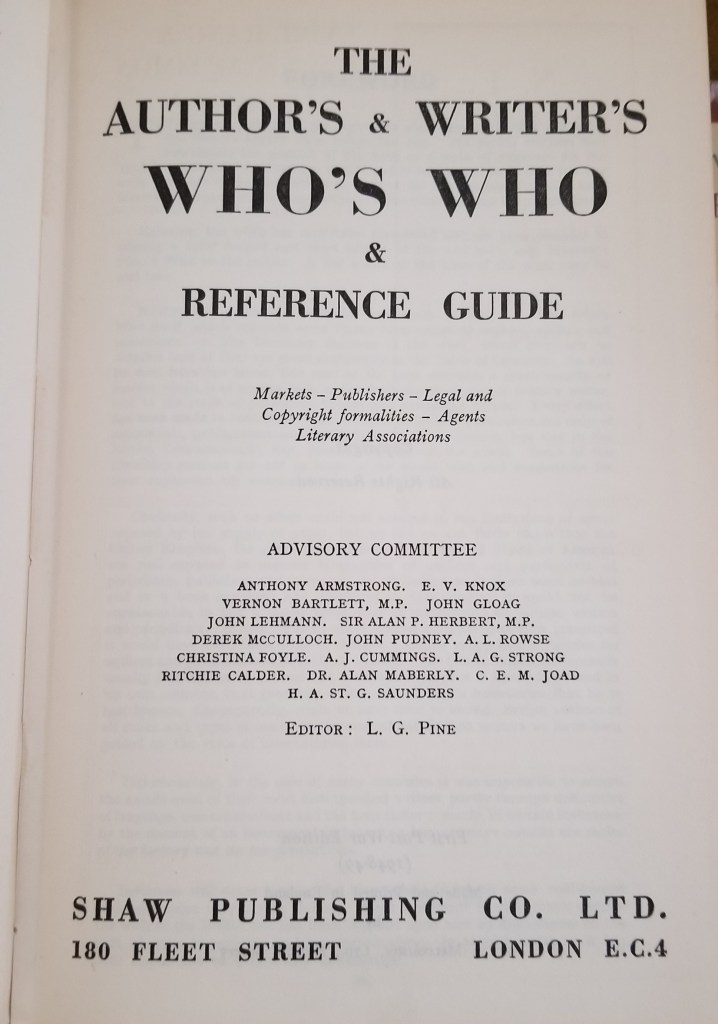 THE
AUTHOR'S & WRITER'S
WHO'S WHO
&
REFERENCE GUIDE
Markets – Publishers – Legal and
Copyright formalities – Agents
Literary Associations
ADVISORY COMMITTEE
ANTHONY ARMSTRONG. E. V. KNOX
VERNON BARTLETT, M.P. JOHN GLOAG
JOHN LEHMANN. SIR ALAN P. HERBERT, M.P.
DEREK McCULLOCH. JOHN PUDNEY. A. L. ROWSE
CHRISTINA FOYLE. A. J. CUMMINGS. L. A. G. STRONG
RITCHIE CALDER. DR. ALAN MABERLY. C. E. M. JOAD
H. A. ST. G. SAUNDERS
EDITOR: L. G. PINE
SHAW PUBLISHING CO. LTD.
180 FLEET STREET LONDON E.C.4